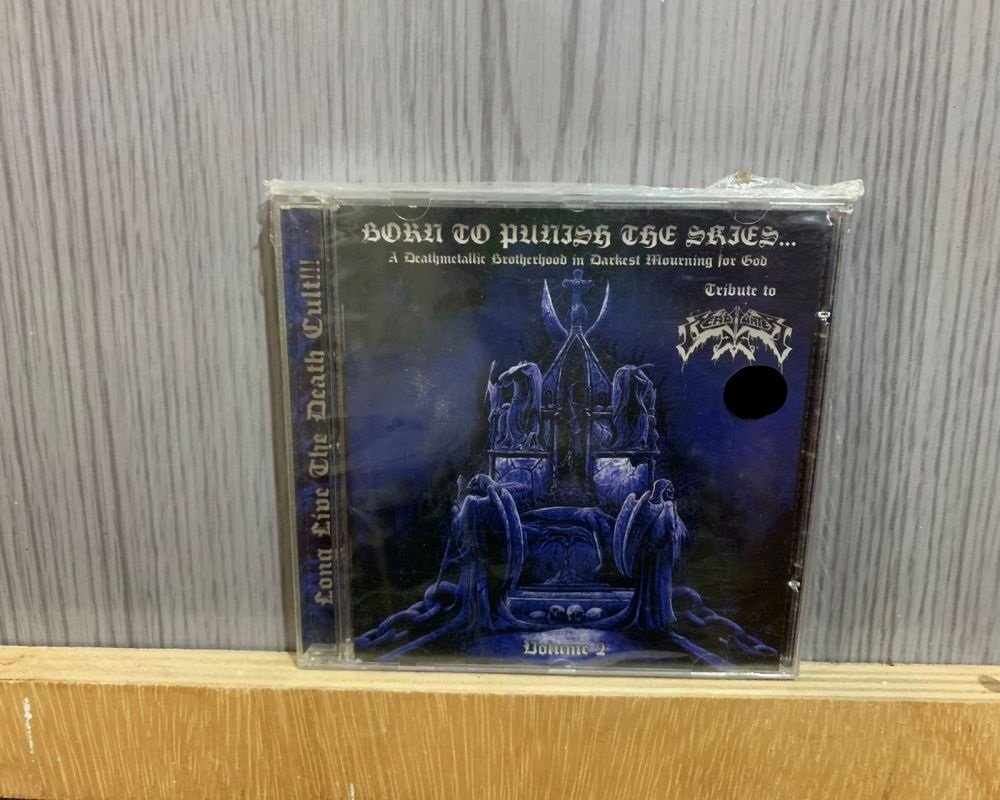 Long Live The Death Cult!!!
BORN TO PUNISH THE SKIES...
A Deathmetallic Brotherhood in Darkest Mourning for God
Tribute to
Volume 2